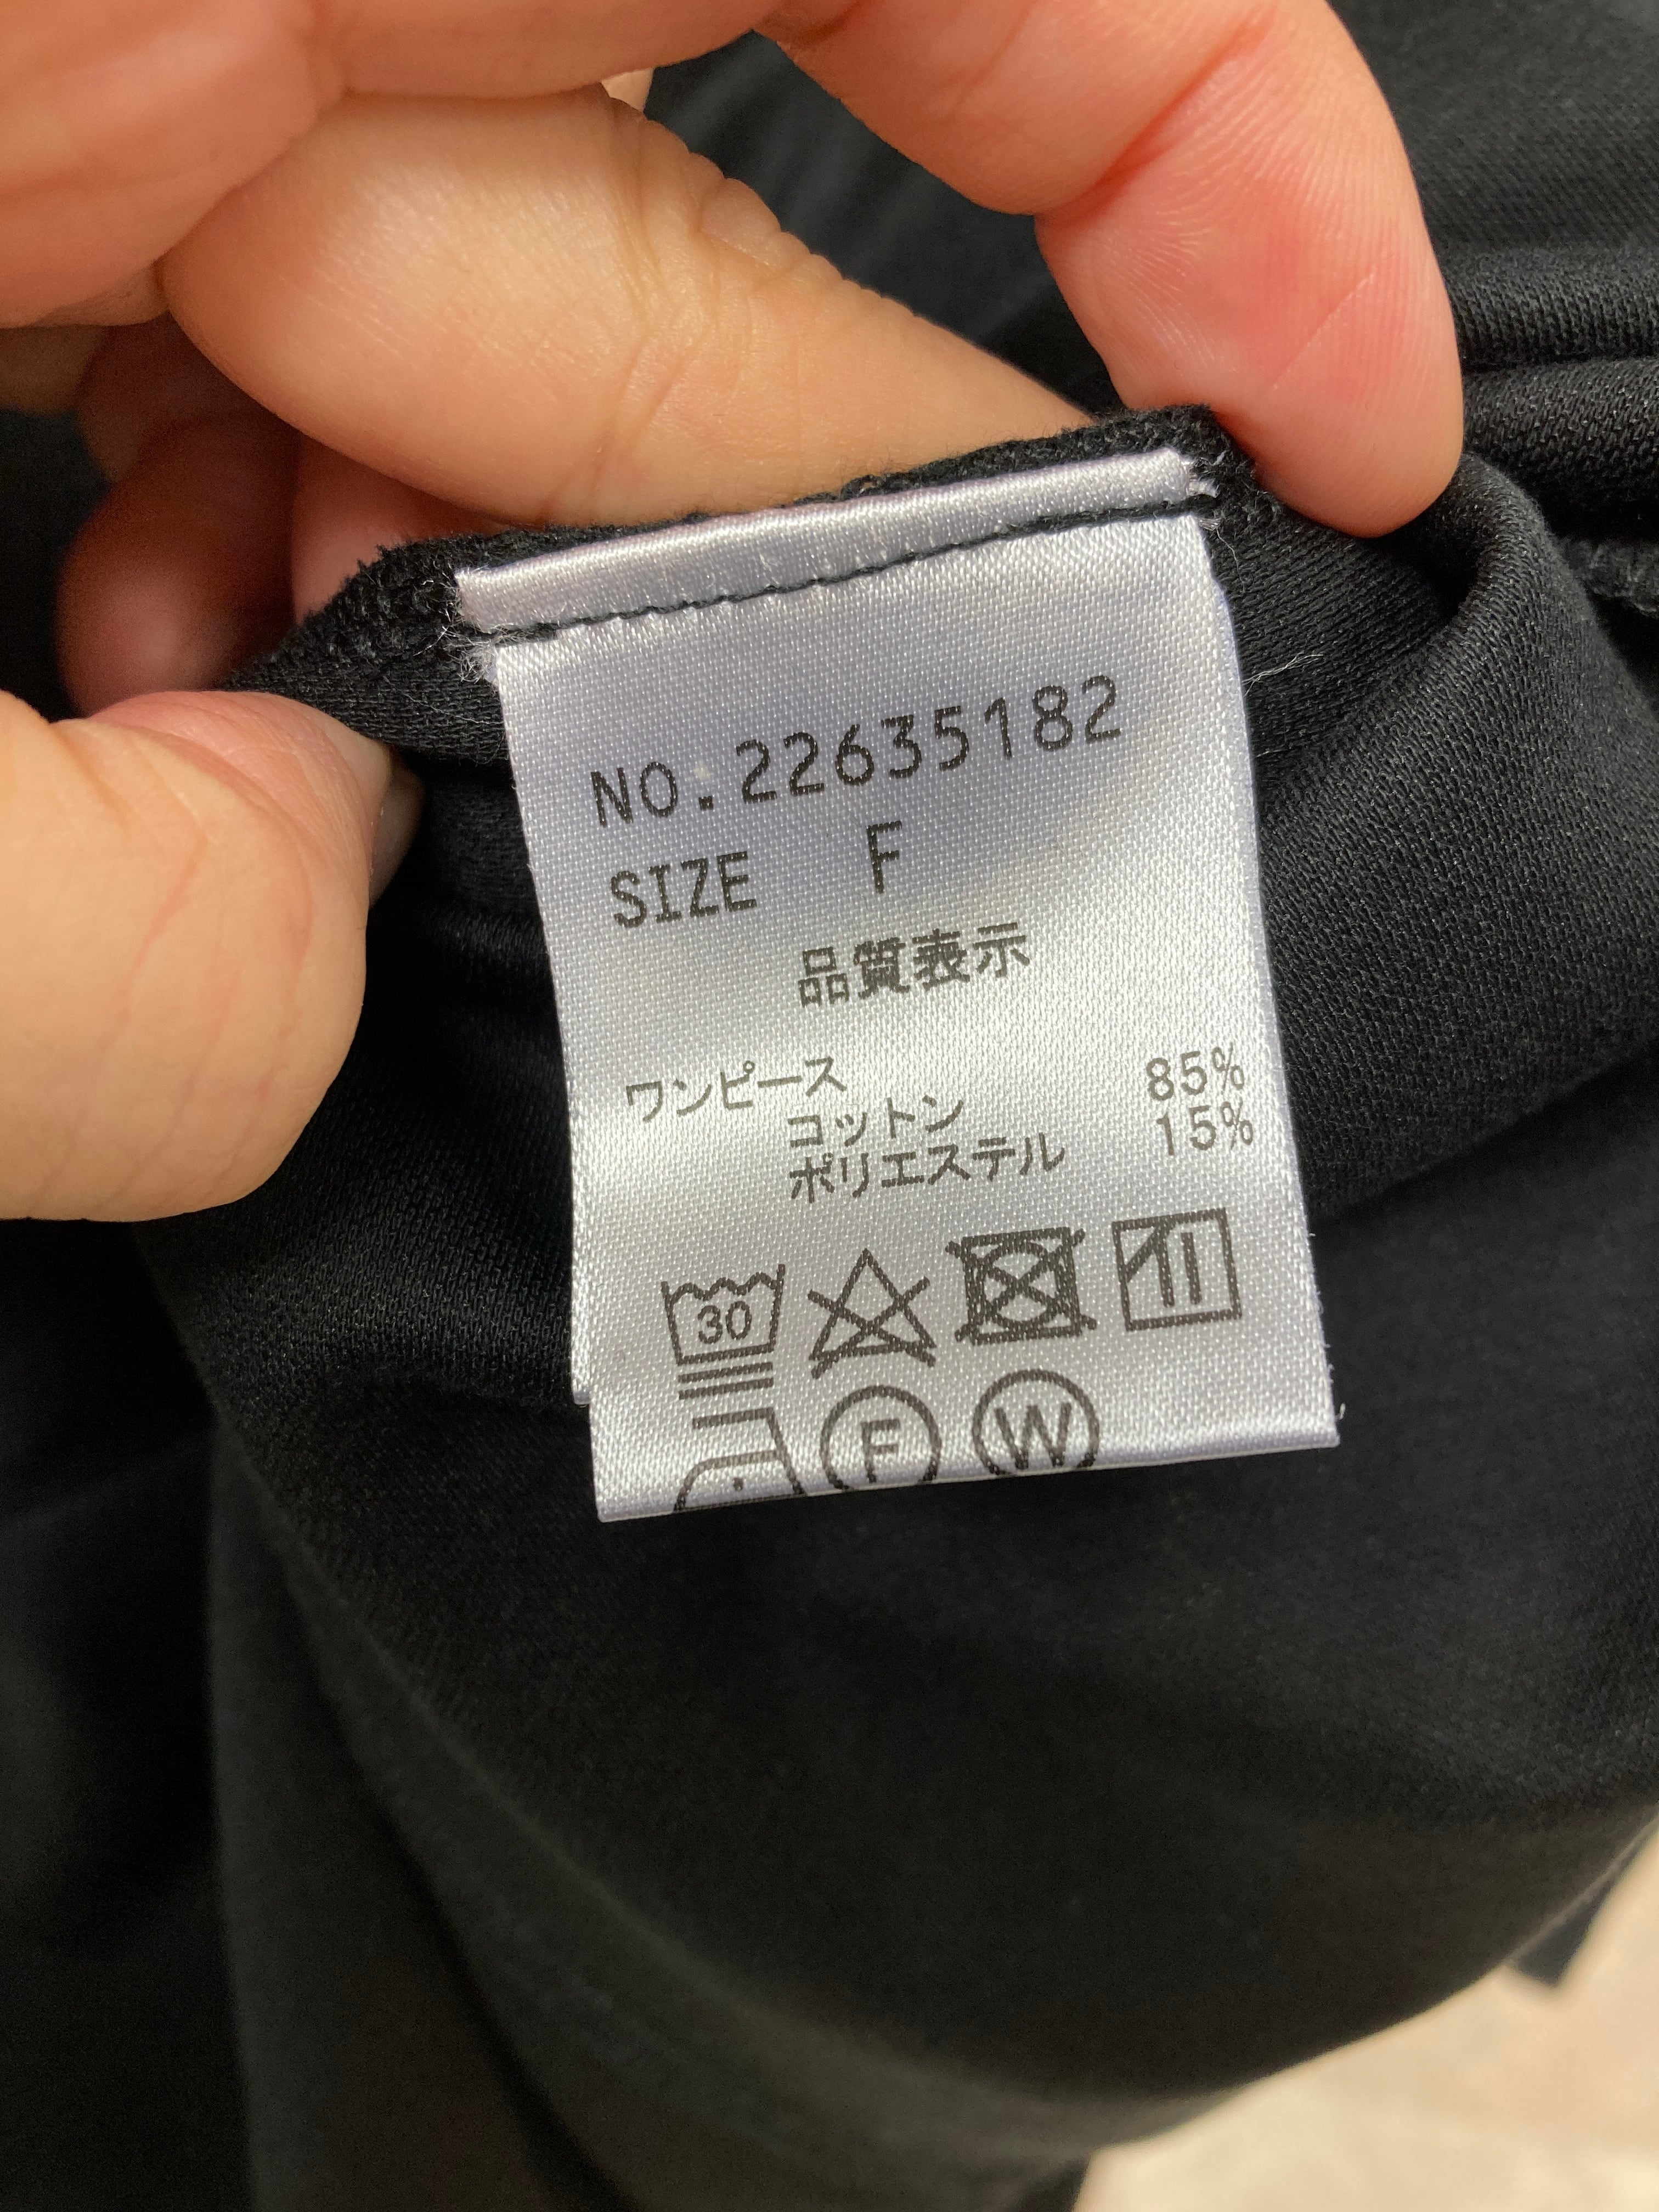 NO.22635182
SIZE F
品質表示
ワンピース
コットン 85%
ポリエステル 15%
30
F W